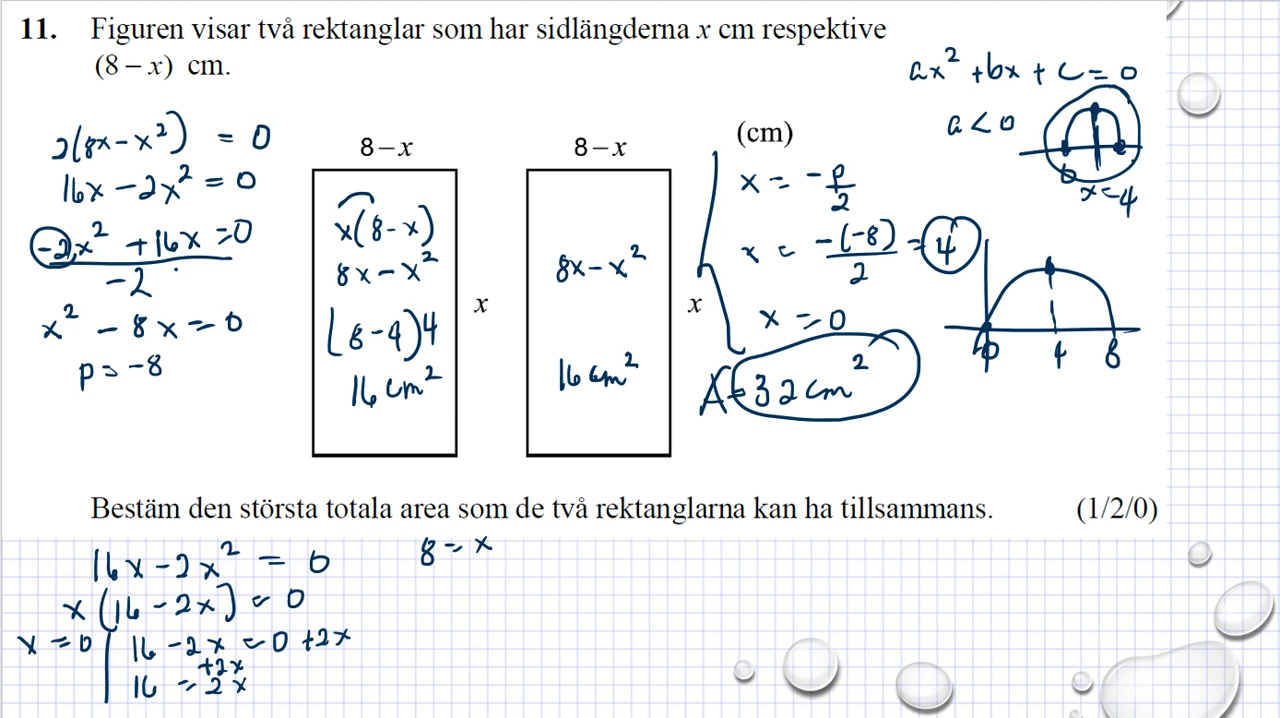 11. Figuren visar två rektanglar som har sidlängderna x cm respektive
(8 – x) cm.
ax² + bx + c = 0
a < 0
0
x = 4
2(8x – x²) = 0
16x – 2x² = 0
–2x² + 16x = 0
–2
x² – 8x = 0
p = –8
8 – x
x(8 – x)
8x – x²
(8 – 4)4
16 cm²
x
8 – x
8x – x²
16 cm²
x
(cm)
x = –p/2
x = –(–8)/2 = 4
x = 0
A = 32 cm²
0 4 8
Bestäm den största totala area som de två rektanglarna kan ha tillsammans. (1/2/0)
16x – 2x² = 0
x(16 – 2x) = 0
x = 0 | 16 – 2x = 0 + 2x
+2x
16 = 2x
8 = x